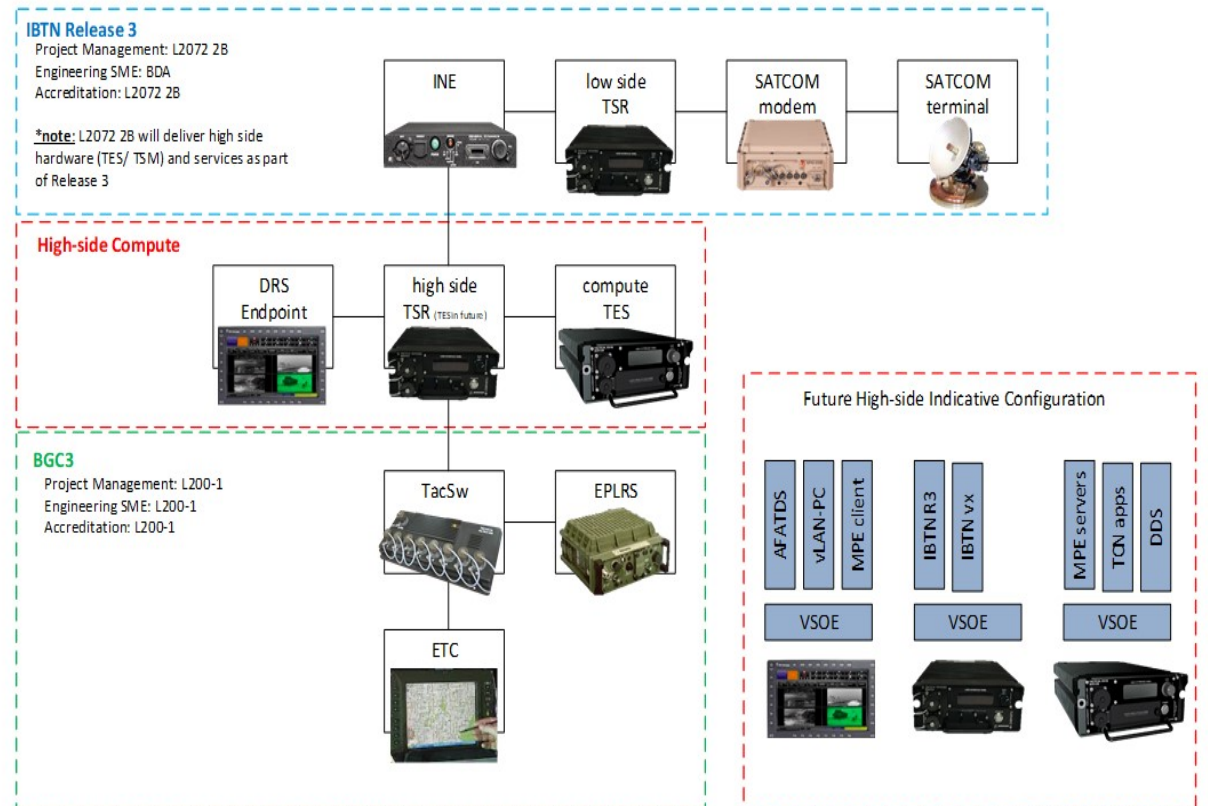 IBTN Release 3
Project Management: L2072 2B
Engineering SME: BDA
Accreditation: L2072 2B
*note: L2072 2B will deliver high side
hardware (TES/ TSM) and services as part
of Release 3
INE
low side
TSR
SATCOM
modem
SATCOM
terminal
High-side Compute
DRS
Endpoint
high side
TSR (TES in future)
compute
TES
BGC3
Project Management: L200-1
Engineering SME: L200-1
Accreditation: L200-1
TacSw
EPLRS
ETC
Future High-side Indicative Configuration
AFATDS
vLAN-PC
MPE client
IBTNR3
IBTN vx
MPE servers
TCN apps
DDS
VSOE
VSOE
VSOE